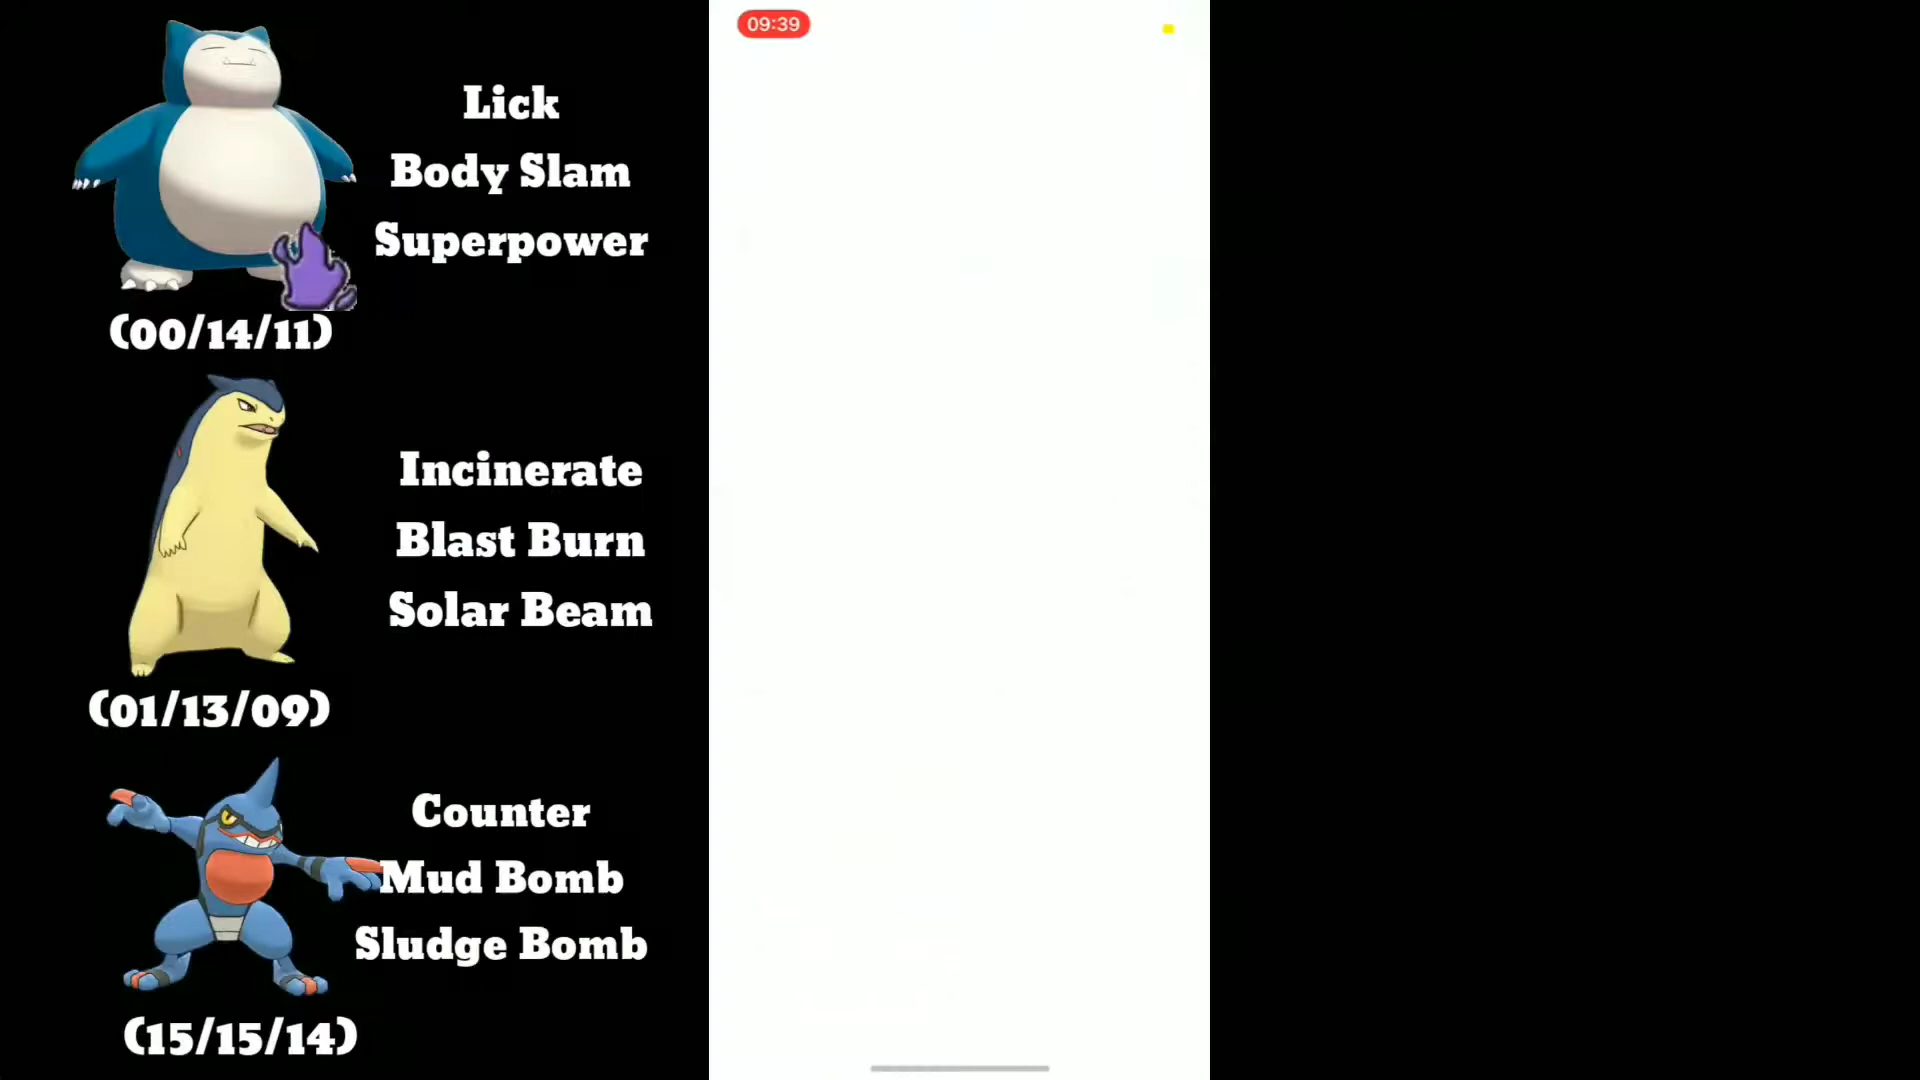 09:39
Lick
Body Slam
Superpower
(00/14/11)
Incinerate
Blast Burn
Solar Beam
(01/13/09)
Counter
Mud Bomb
Sludge Bomb
(15/15/14)